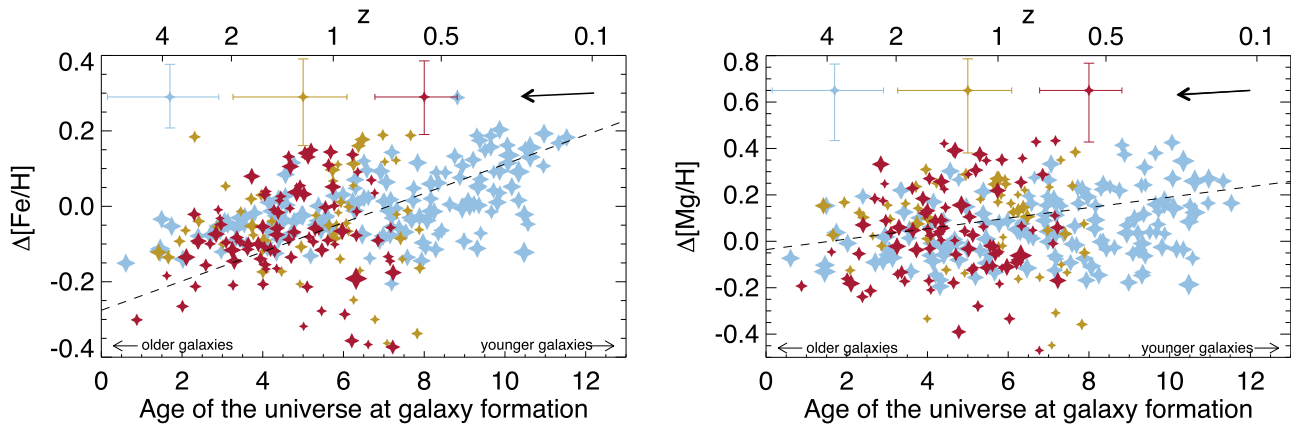 z
4 2 1 0.5 0.1
0.4
0.2
0.0
-0.2
-0.4
Δ[Fe/H]
older galaxies
younger galaxies
0 2 4 6 8 10 12
Age of the universe at galaxy formation
z
4 2 1 0.5 0.1
0.8
0.6
0.4
0.2
0.0
-0.2
-0.4
Δ[Mg/H]
older galaxies
younger galaxies
0 2 4 6 8 10 12
Age of the universe at galaxy formation